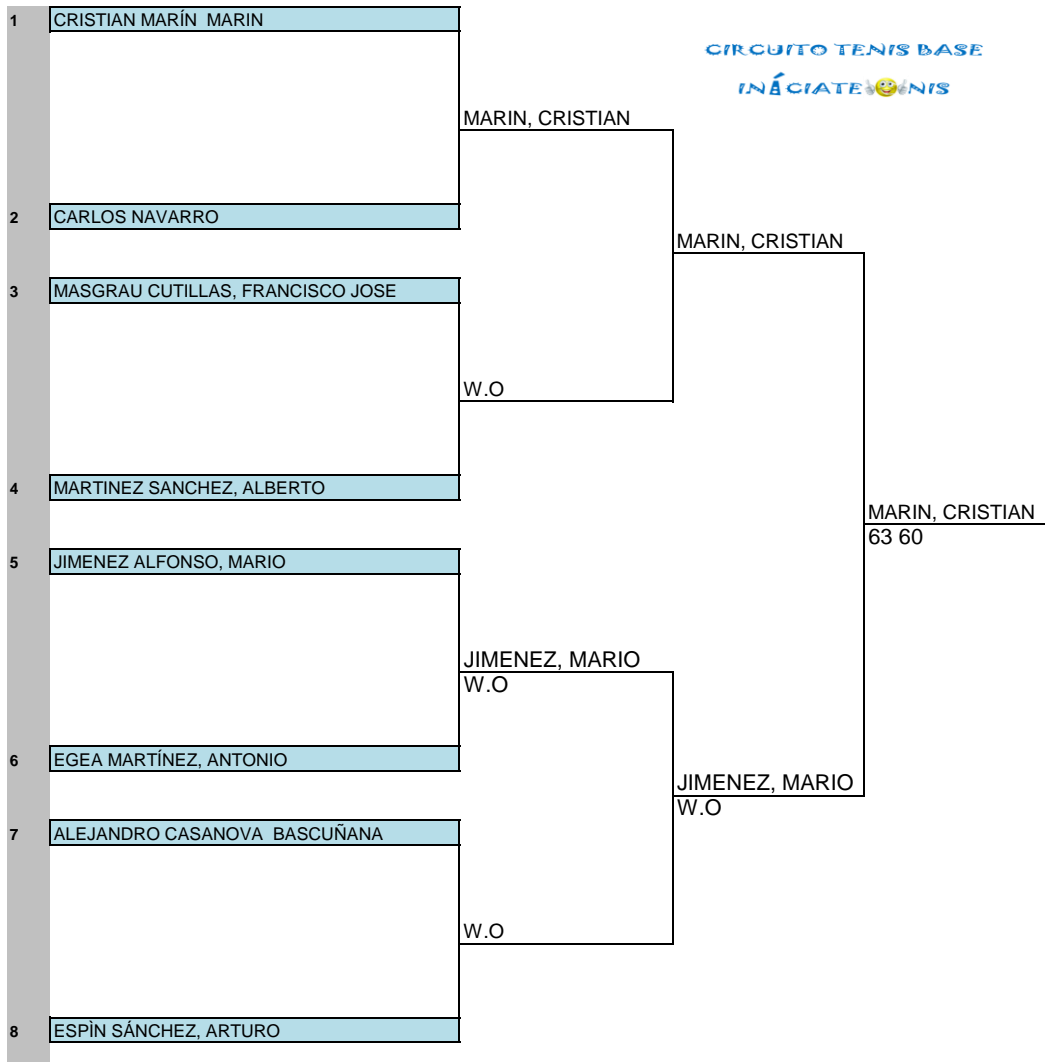 1 CRISTIAN MARÍN  MARIN
CIRCUITO TENIS BASE
INÍCIATE NIS
MARIN, CRISTIAN
2 CARLOS NAVARRO
MARIN, CRISTIAN
3 MASGRAU CUTILLAS, FRANCISCO JOSE
W.O
4 MARTINEZ SANCHEZ, ALBERTO
MARIN, CRISTIAN
63 60
5 JIMENEZ ALFONSO, MARIO
JIMENEZ, MARIO
W.O
6 EGEA MARTÍNEZ, ANTONIO
JIMENEZ, MARIO
W.O
7 ALEJANDRO CASANOVA  BASCUÑANA
W.O
8 ESPÌN SÁNCHEZ, ARTURO